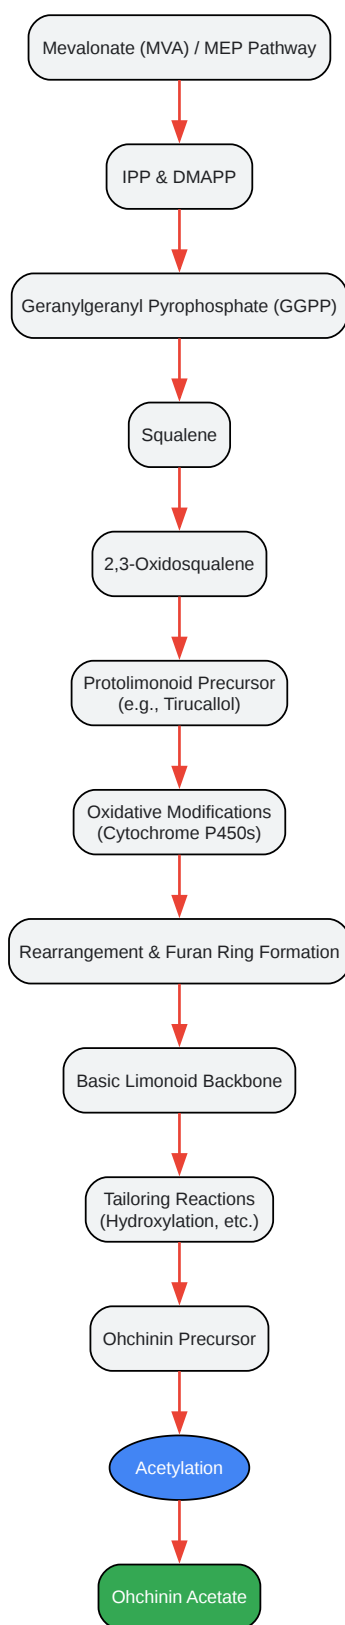 Mevalonate (MVA) / MEP Pathway
IPP & DMAPP
Geranylgeranyl Pyrophosphate (GGPP)
Squalene
2,3-Oxidosqualene
Protolimonoid Precursor
(e.g., Tirucallol)
Oxidative Modifications
(Cytochrome P450s)
Rearrangement & Furan Ring Formation
Basic Limonoid Backbone
Tailoring Reactions
(Hydroxylation, etc.)
Ohchinin Precursor
Acetylation
Ohchinin Acetate